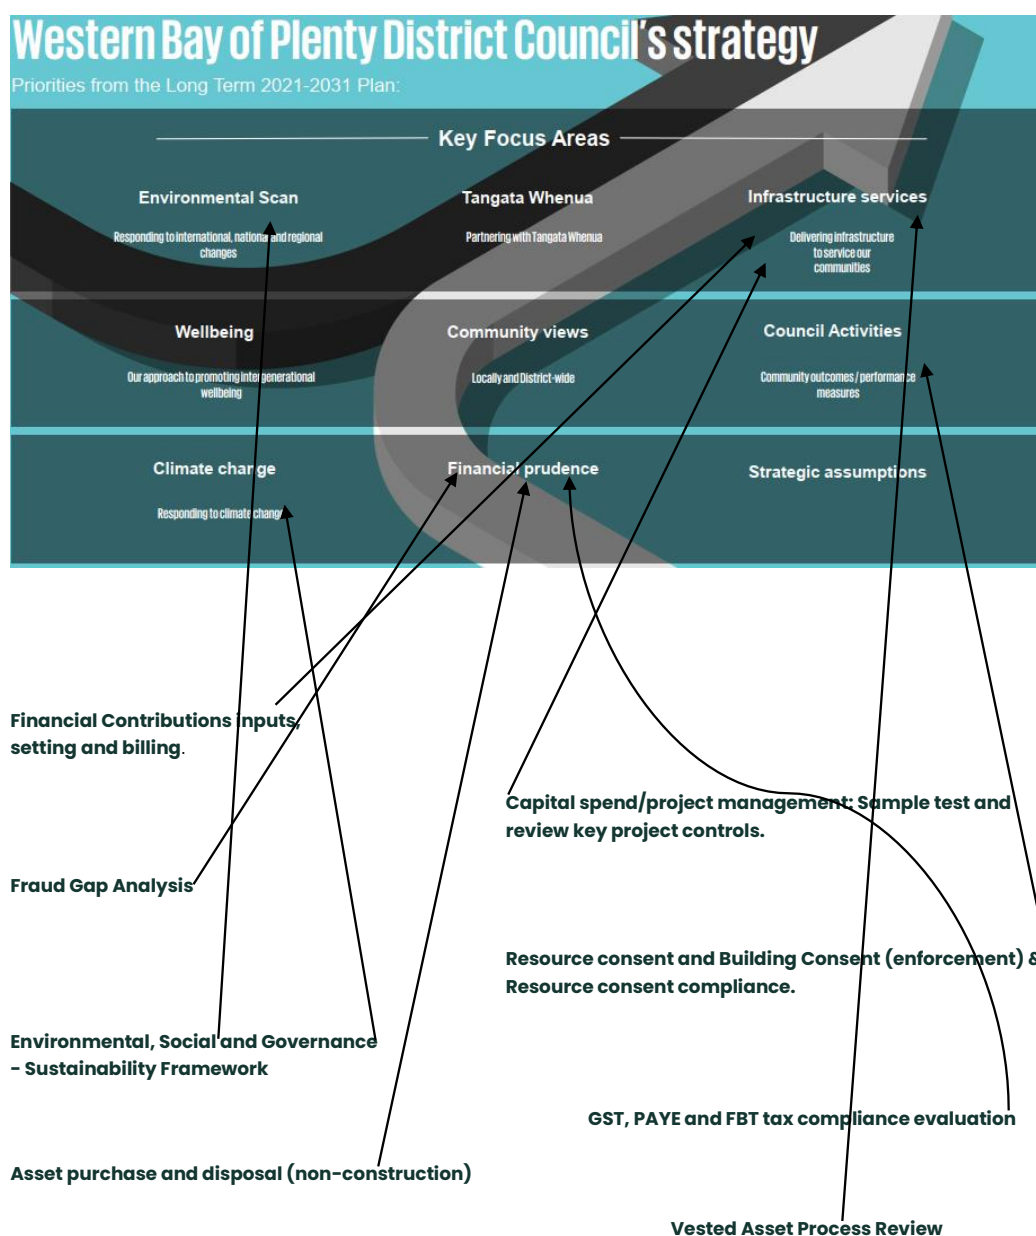 Western Bay of Plenty District Council's strategy
Priorities from the Long Term 2021-2031 Plan:
Key Focus Areas
Environmental Scan
Responding to international, national and regional
changes
Tangata Whenua
Partnering with Tangata Whenua
Infrastructure services
Delivering infrastructure
to service our
communities
Wellbeing
Our approach to promoting intergenerational
wellbeing
Community views
Locally and District-wide
Council Activities
Community outcomes / performance
measures
Climate change
Responding to climate change
Financial prudence
Strategic assumptions
Financial Contributions inputs,
setting and billing.
Capital spend/project management: Sample test and
review key project controls.
Fraud Gap Analysis
Resource consent and Building Consent (enforcement) &
Resource consent compliance.
Environmental, Social and Governance
- Sustainability Framework
GST, PAYE and FBT tax compliance evaluation
Asset purchase and disposal (non-construction)
Vested Asset Process Review